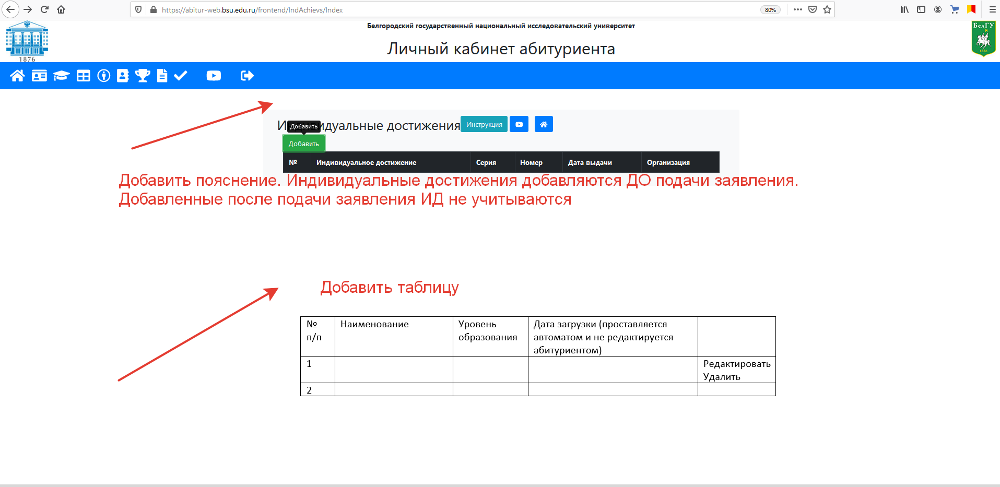 https://abitur-web.bsu.edu.ru/frontend/IndAchievs/Index
80%
Белгородский государственный национальный исследовательский университет
Личный кабинет абитуриента
1876
БелГУ
1876
Индивидуальные достижения
Инструкция
Добавить
Добавить
№ Индивидуальное достижение Серия Номер Дата выдачи Организация
Добавить пояснение. Индивидуальные достижения добавляются ДО подачи заявления.
Добавленные после подачи заявления ИД не учитываются
Добавить таблицу
№ Наименование Уровень Дата загрузки (проставляется
п/п образования автоматом и не редактируется
абитуриентом)
1 Редактировать
Удалить
2